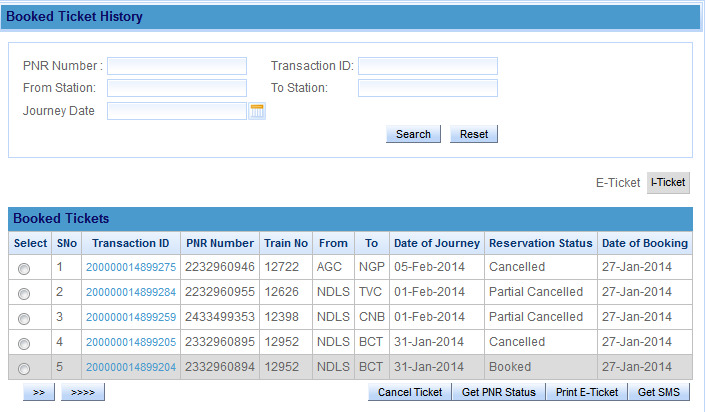 Booked Ticket History
PNR Number : Transaction ID:
From Station: To Station:
Journey Date
Search Reset
E-Ticket I-Ticket
Booked Tickets
Select SNo Transaction ID PNR Number Train No From To Date of Journey Reservation Status Date of Booking
1 200000014899275 2232960946 12722 AGC NGP 05-Feb-2014 Cancelled 27-Jan-2014
2 200000014899284 2232960955 12626 NDLS TVC 01-Feb-2014 Partial Cancelled 27-Jan-2014
3 200000014899259 2433499353 12398 NDLS CNB 01-Feb-2014 Partial Cancelled 27-Jan-2014
4 200000014899205 2332960895 12952 NDLS BCT 31-Jan-2014 Cancelled 27-Jan-2014
5 200000014899204 2332960894 12952 NDLS BCT 31-Jan-2014 Booked 27-Jan-2014
>> >>>> Cancel Ticket Get PNR Status Print E-Ticket Get SMS